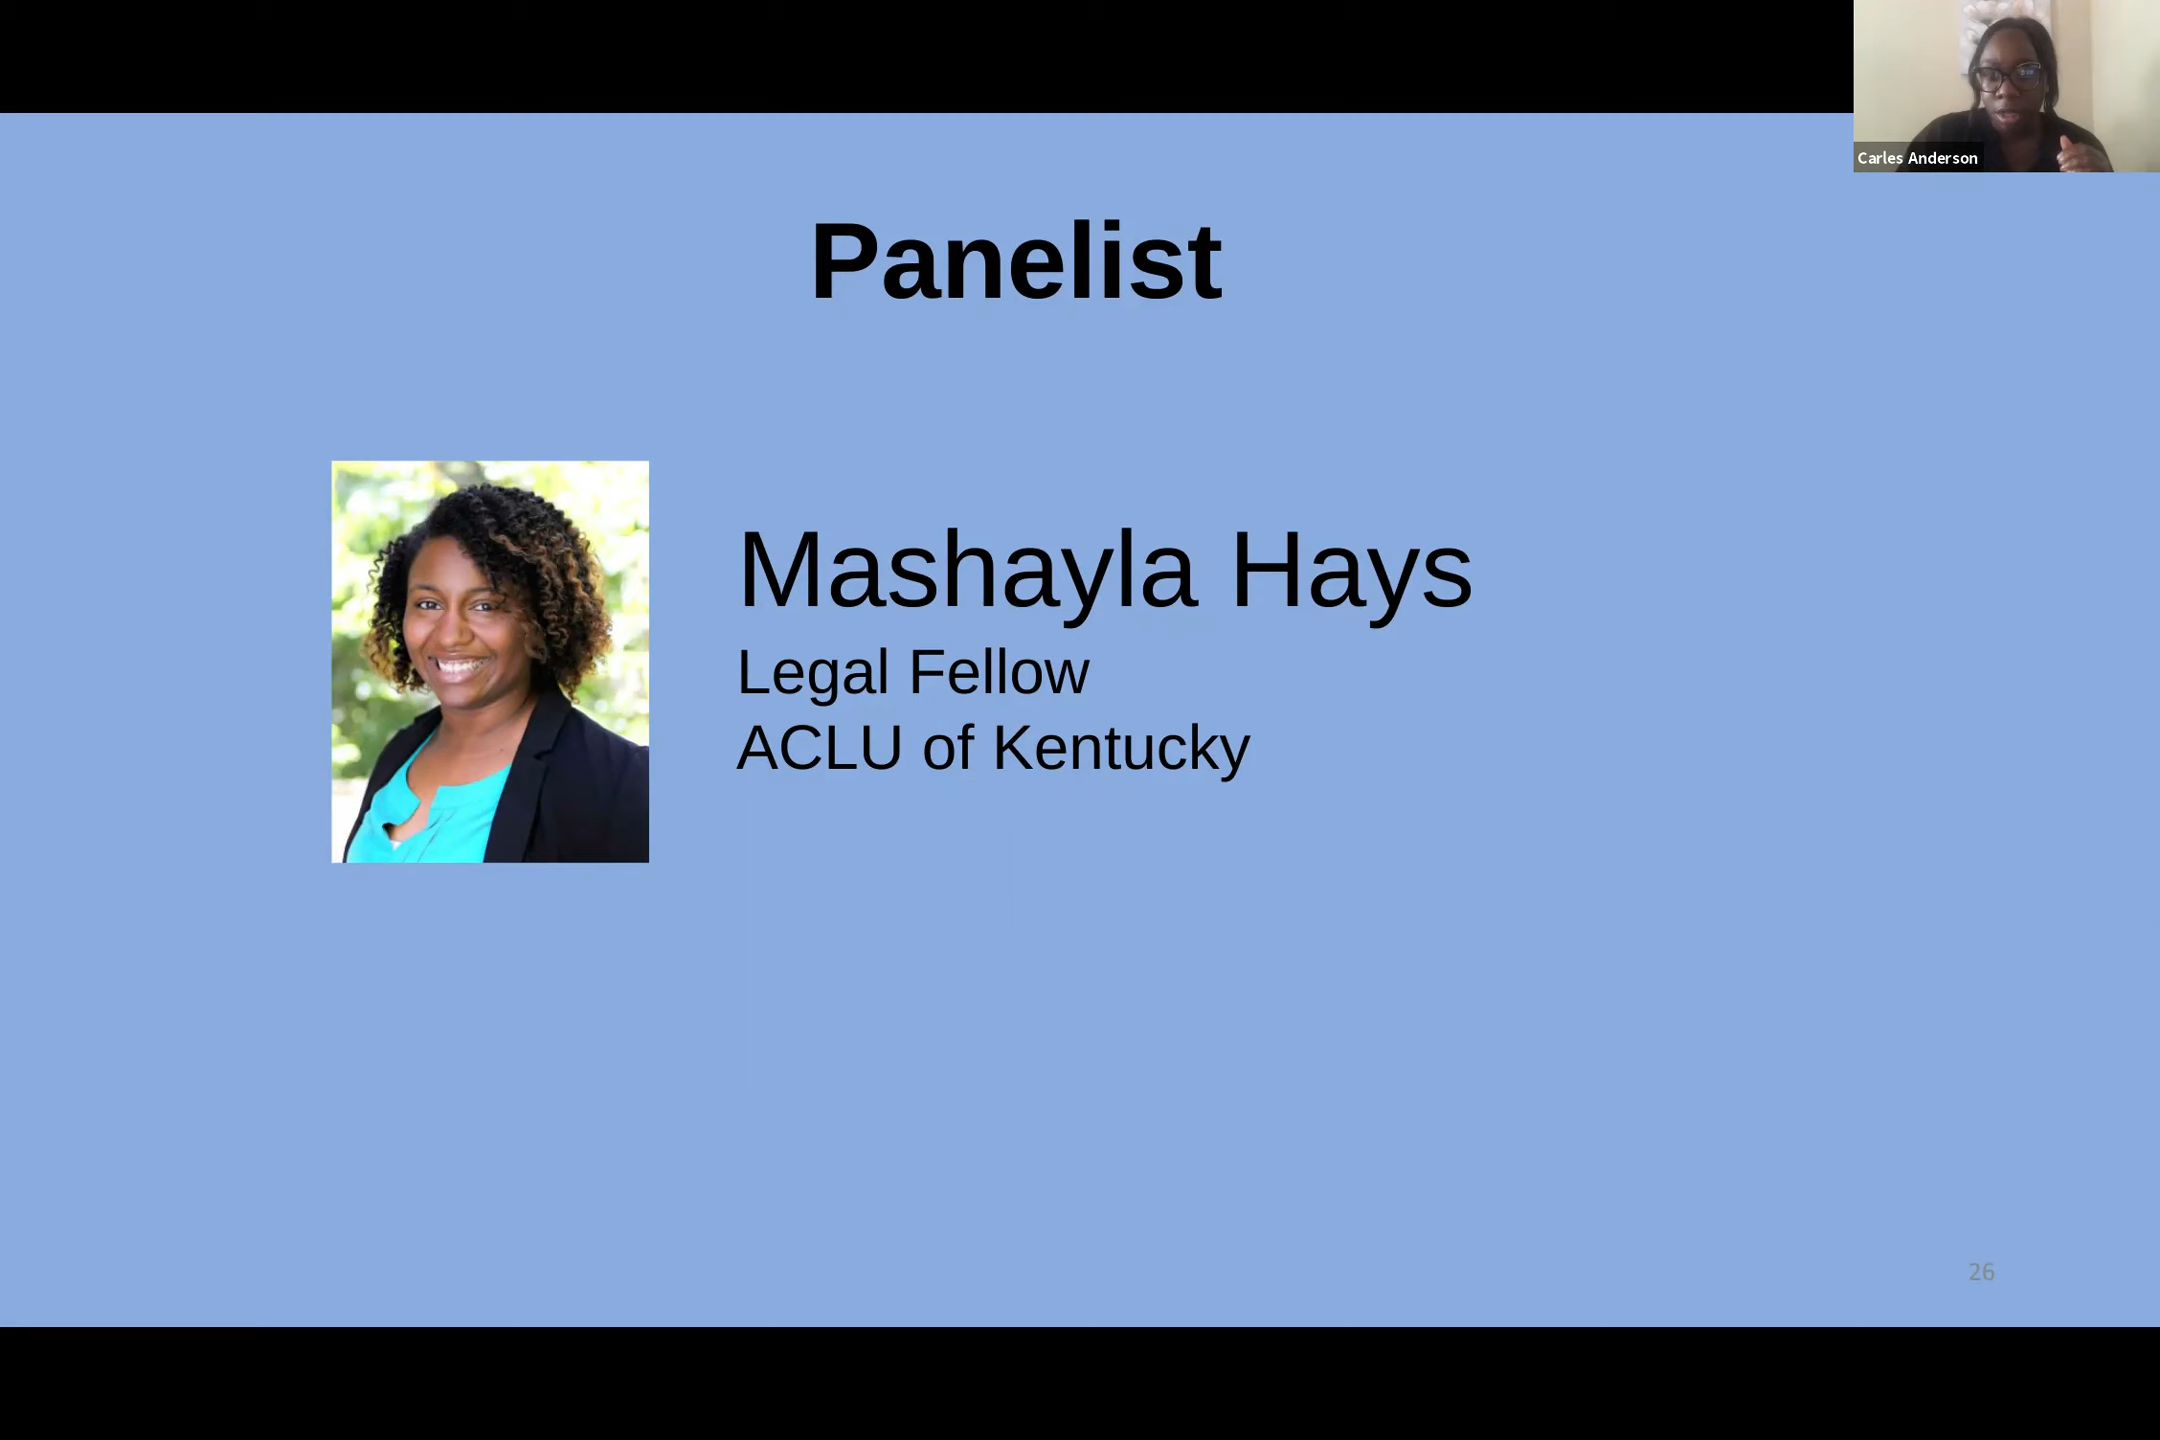 Carles Anderson
Panelist
Mashayla Hays
Legal Fellow
ACLU of Kentucky
26